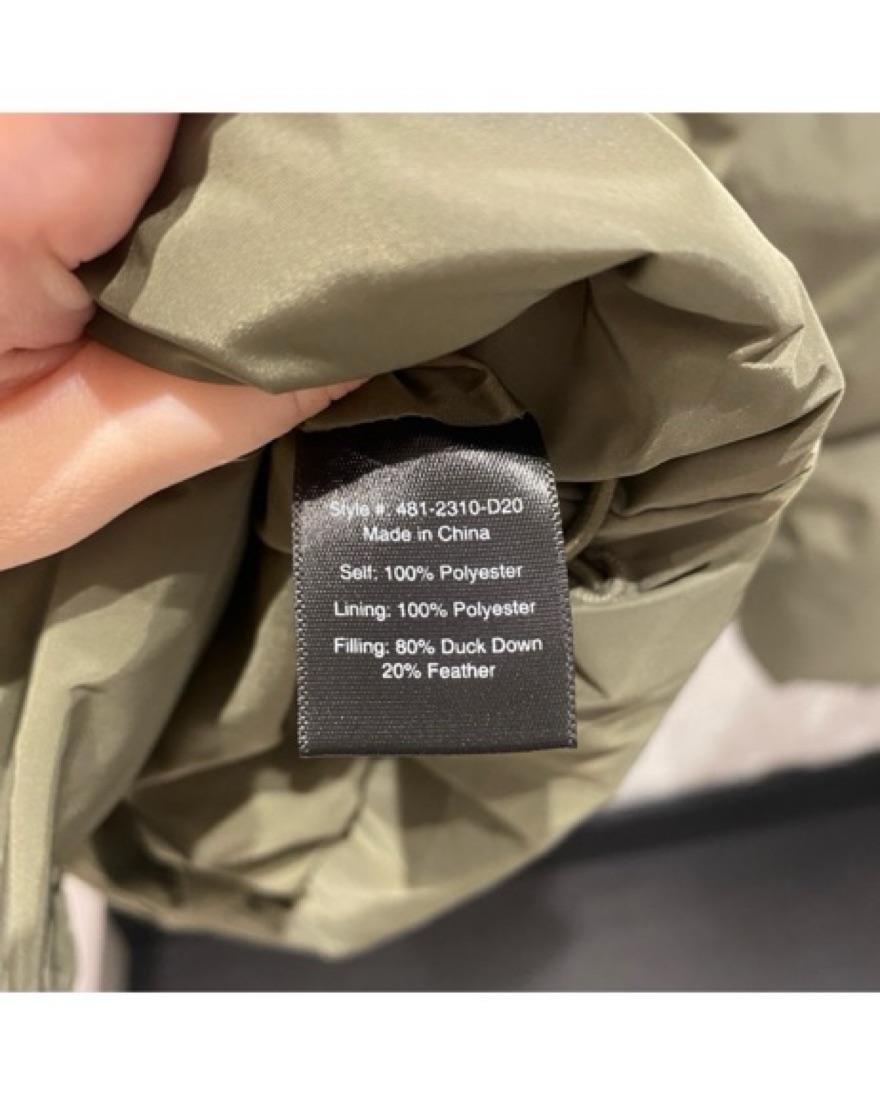 Style #: 481-2310-D20
Made in China
Self: 100% Polyester
Lining: 100% Polyester
Filling: 80% Duck Down
20% Feather